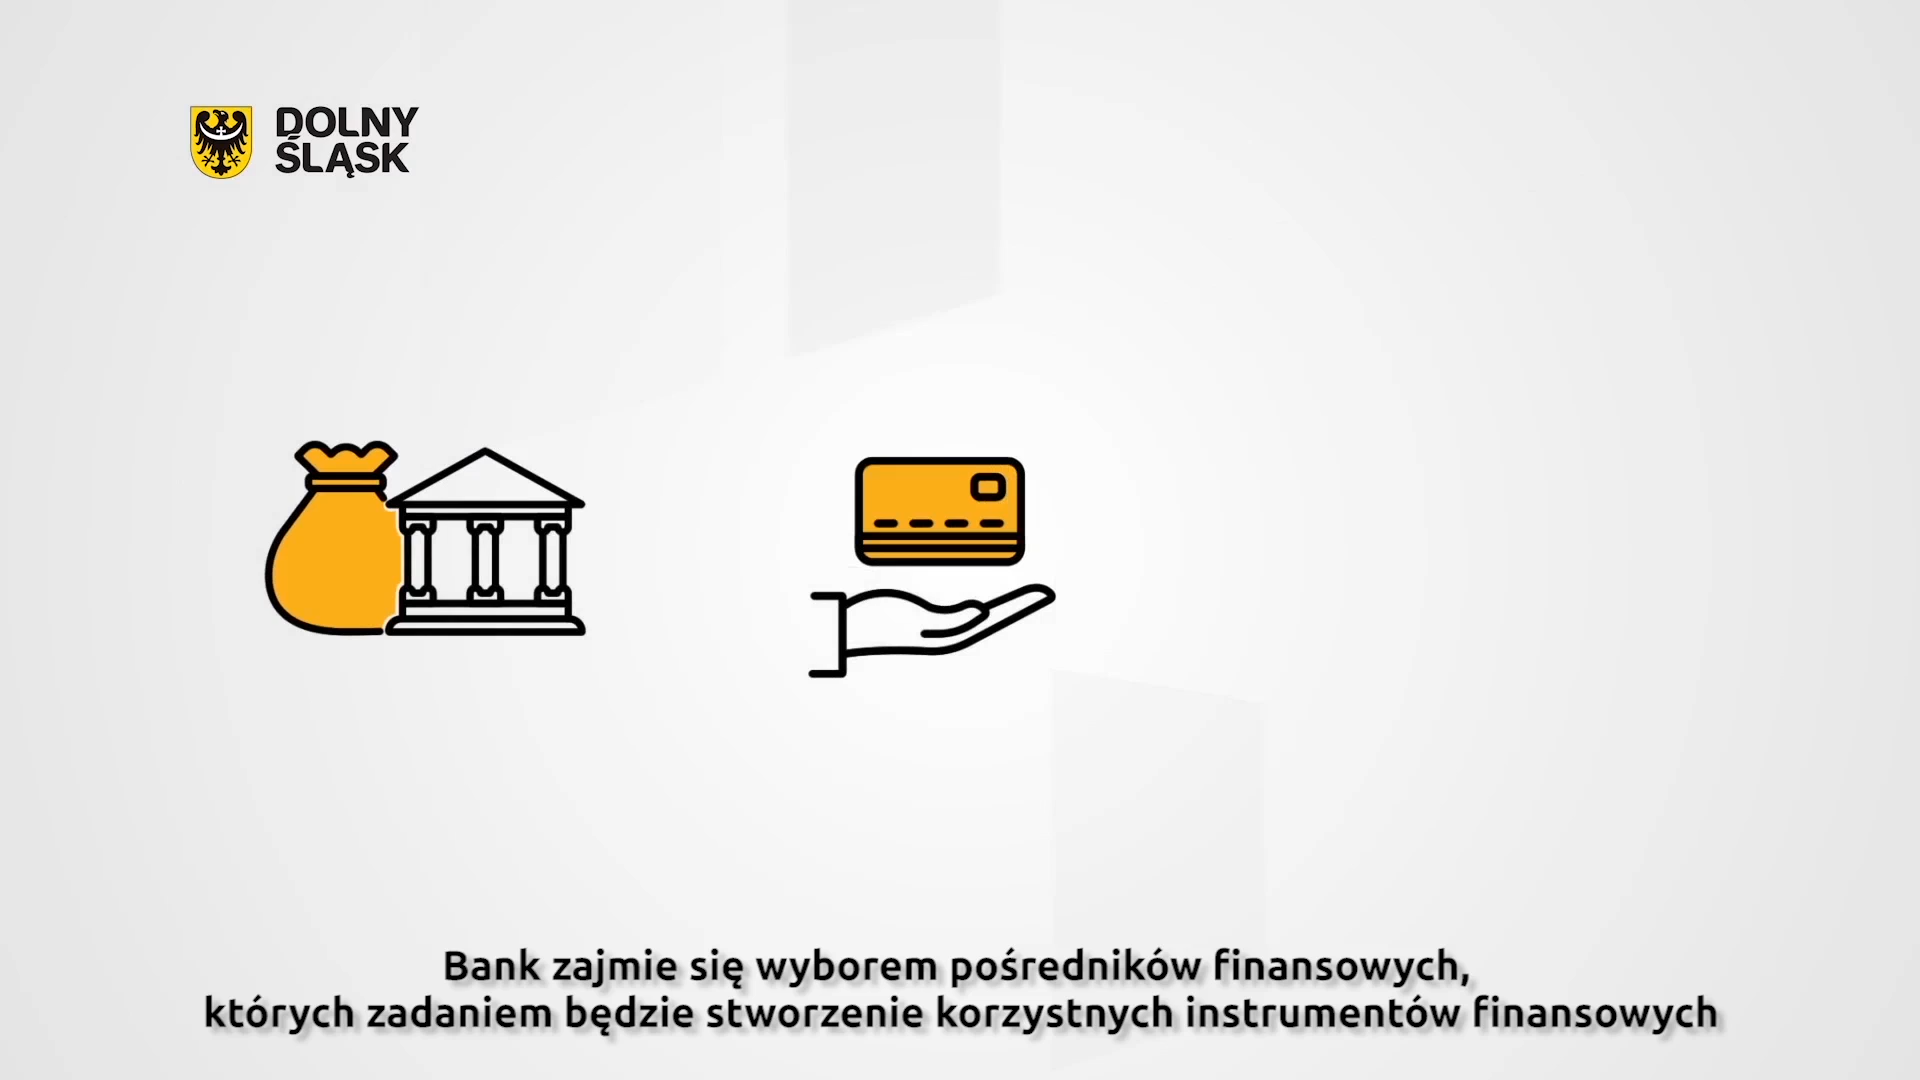 DOLNY
ŚLĄSK
Bank zajmie się wyborem pośredników finansowych,
których zadaniem będzie stworzenie korzystnych instrumentów finansowych